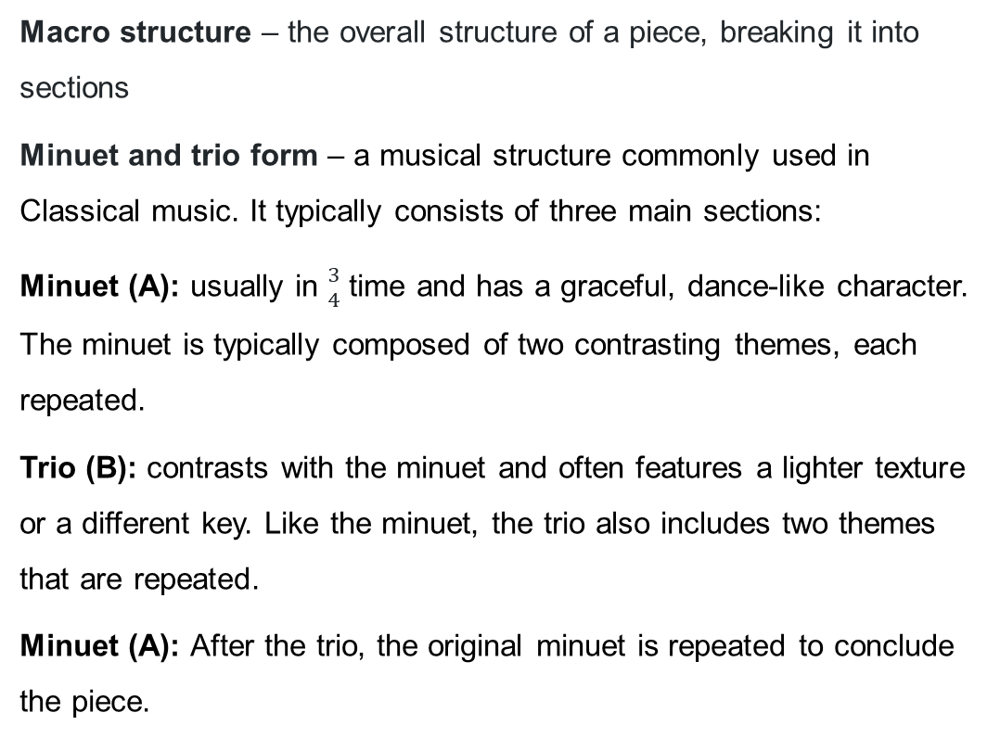 Macro structure – the overall structure of a piece, breaking it into
sections
Minuet and trio form – a musical structure commonly used in
Classical music. It typically consists of three main sections:
Minuet (A): usually in 3/4 time and has a graceful, dance-like character.
The minuet is typically composed of two contrasting themes, each
repeated.
Trio (B): contrasts with the minuet and often features a lighter texture
or a different key. Like the minuet, the trio also includes two themes
that are repeated.
Minuet (A): After the trio, the original minuet is repeated to conclude
the piece.